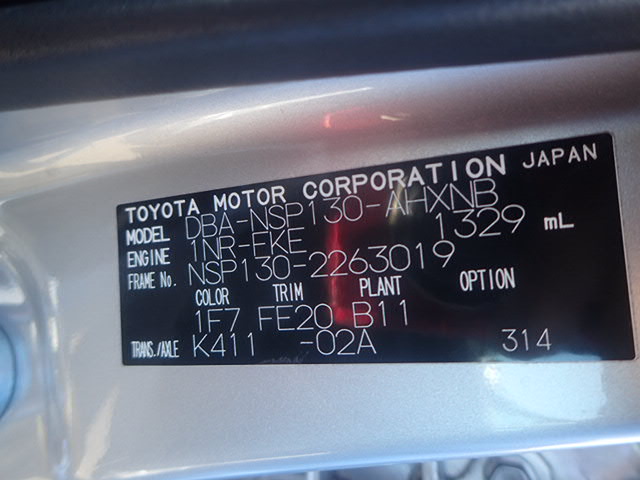 TOYOTA MOTOR CORPORATION JAPAN
MODEL DBA-NSP130-AHXNB
ENGINE 1NR-FKE 1329 mL
FRAME No. NSP130-2263019
COLOR TRIM PLANT OPTION
1F7 FE20 B11
TRANS./AXLE K411 -02A 314